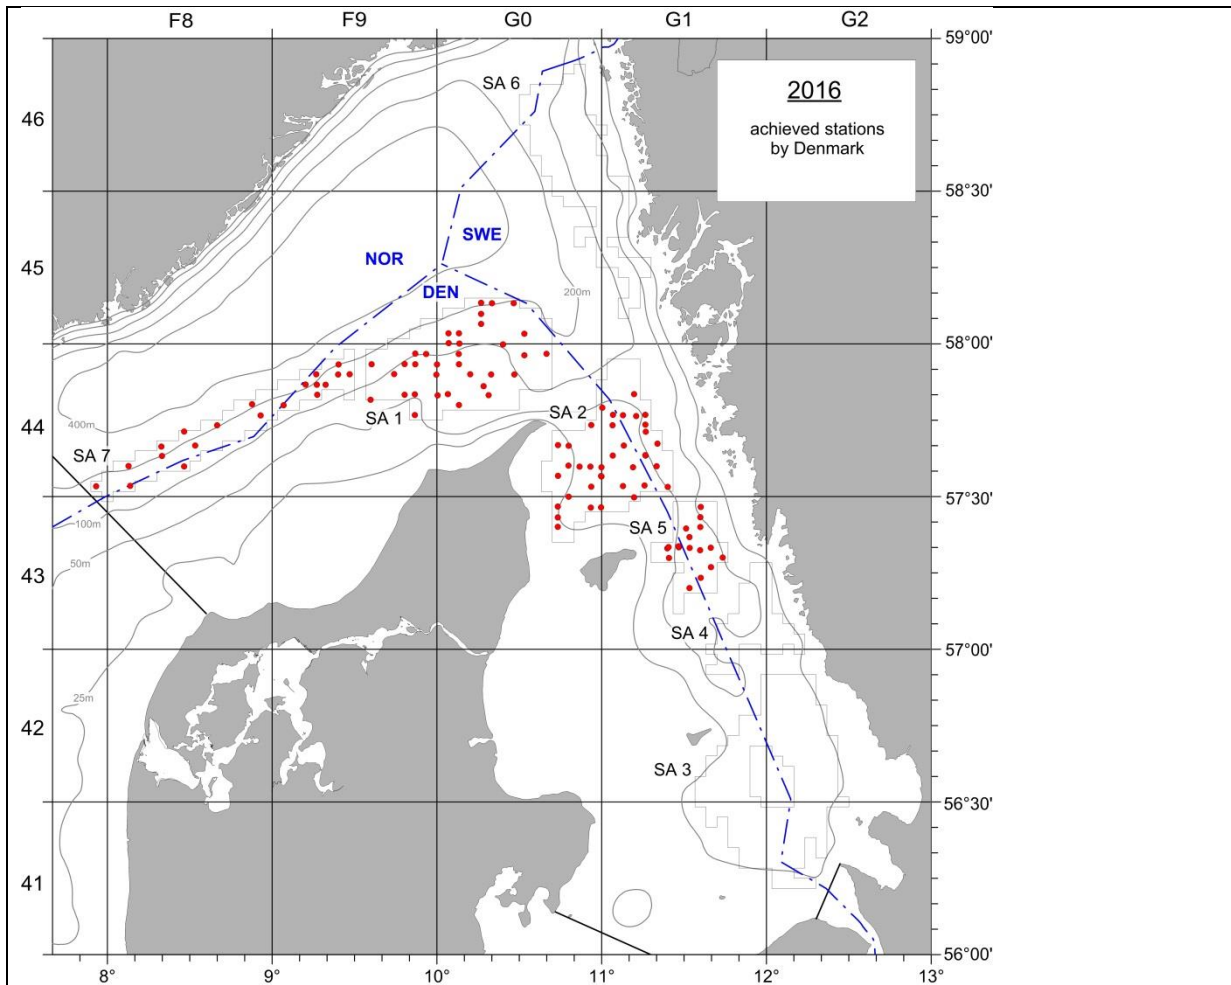 F8 F9 G0 G1 G2
59°00'
SA 6
2016
achieved stations
by Denmark
46
58°30'
SWE
NOR
45
DEN
200m
58°00'
SA 1
SA 2
400m
44
SA 7
57°30'
100m
SA 5
50m
43
SA 4
57°00'
25m
42
SA 3
56°30'
41
56°00'
8° 9° 10° 11° 12° 13°